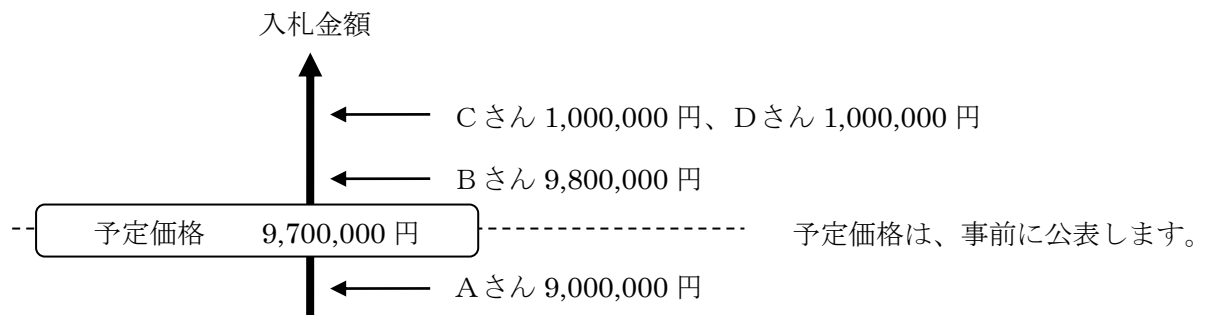 入札金額
Cさん 1,000,000 円、Dさん 1,000,000 円
Bさん 9,800,000 円
予定価格　　9,700,000 円
予定価格は、事前に公表します。
Aさん 9,000,000 円